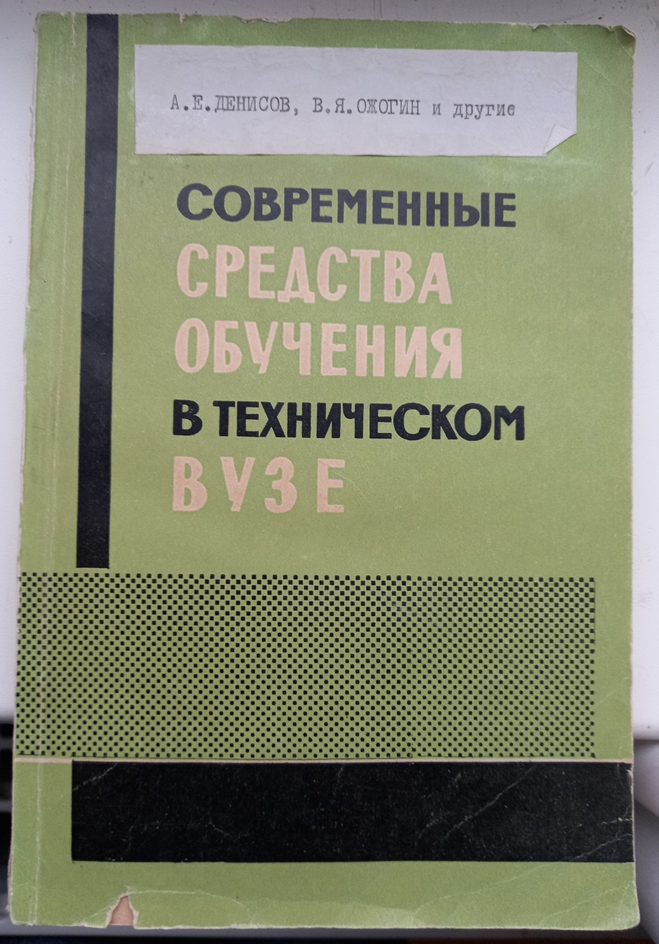 А.Е.ДЕНИСОВ, В.Я.ОЖОГИН и другие
СОВРЕМЕННЫЕ
СРЕДСТВА
ОБУЧЕНИЯ
В ТЕХНИЧЕСКОМ
ВУЗЕ